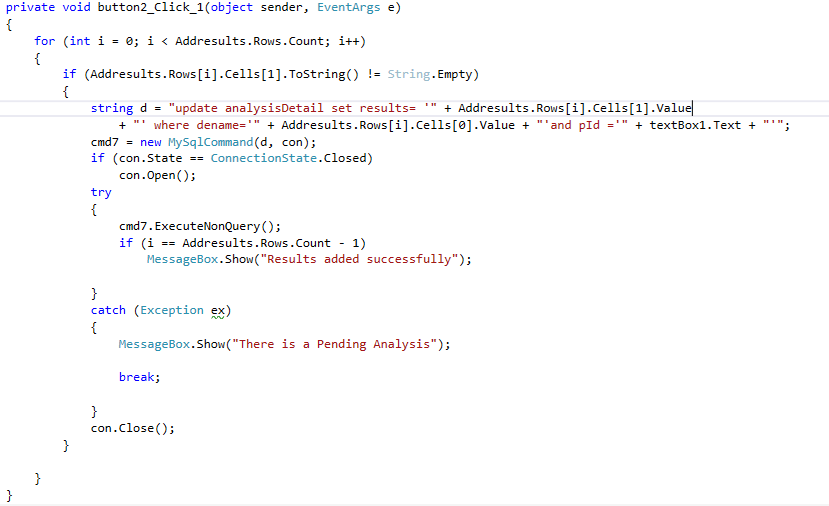 private void button2_Click_1(object sender, EventArgs e)
{
for (int i = 0; i < Addresults.Rows.Count; i++)
{
if (Addresults.Rows[i].Cells[1].ToString() != String.Empty)
{
string d = "update analysisDetail set results= '" + Addresults.Rows[i].Cells[1].Value
+ "' where dename='" + Addresults.Rows[i].Cells[0].Value + "'and pId ='" + textBox1.Text + "'";
cmd7 = new MySqlCommand(d, con);
if (con.State == ConnectionState.Closed)
con.Open();
try
{
cmd7.ExecuteNonQuery();
if (i == Addresults.Rows.Count - 1)
MessageBox.Show("Results added successfully");
}
catch (Exception ex)
{
MessageBox.Show("There is a Pending Analysis");
break;
}
con.Close();
}
}
}